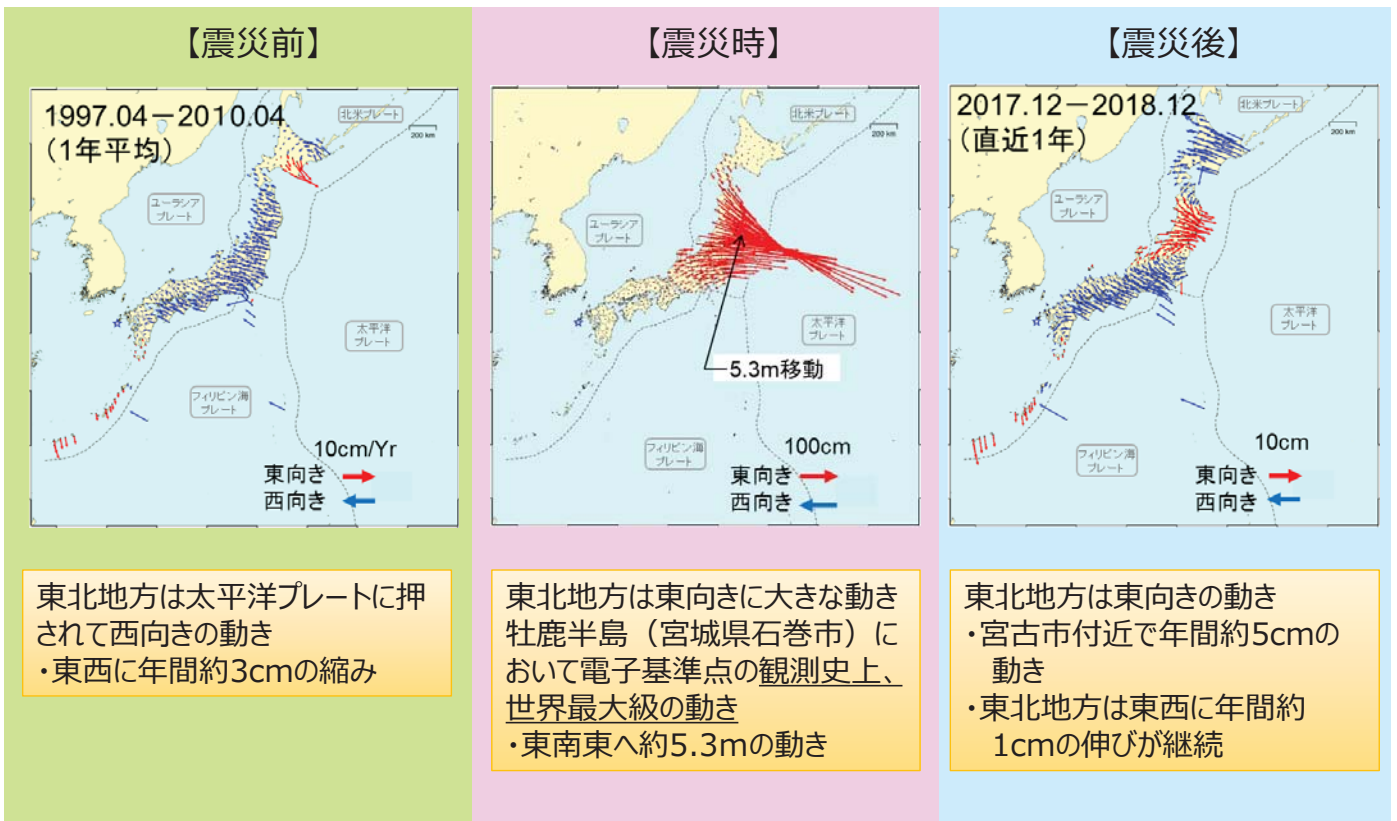 【震災前】
1997.04－2010.04
（1年平均）
北米プレート
200 km
ユーラシア
プレート
太平洋
プレート
フィリピン海
プレート
10cm/Yr
東向き
西向き
東北地方は太平洋プレートに押
されて西向きの動き
・東西に年間約3cmの縮み
【震災時】
北米プレート
200 km
ユーラシア
プレート
太平洋
プレート
5.3m移動
フィリピン海
プレート
100cm
東向き
西向き
東北地方は東向きに大きな動き
牡鹿半島（宮城県石巻市）に
おいて電子基準点の観測史上、
世界最大級の動き
・東南東へ約5.3mの動き
【震災後】
2017.12－2018.12
（直近1年）
北米プレート
200 km
ユーラシア
プレート
太平洋
プレート
フィリピン海
プレート
10cm
東向き
西向き
東北地方は東向きの動き
・宮古市付近で年間約5cmの
動き
・東北地方は東西に年間約
1cmの伸びが継続